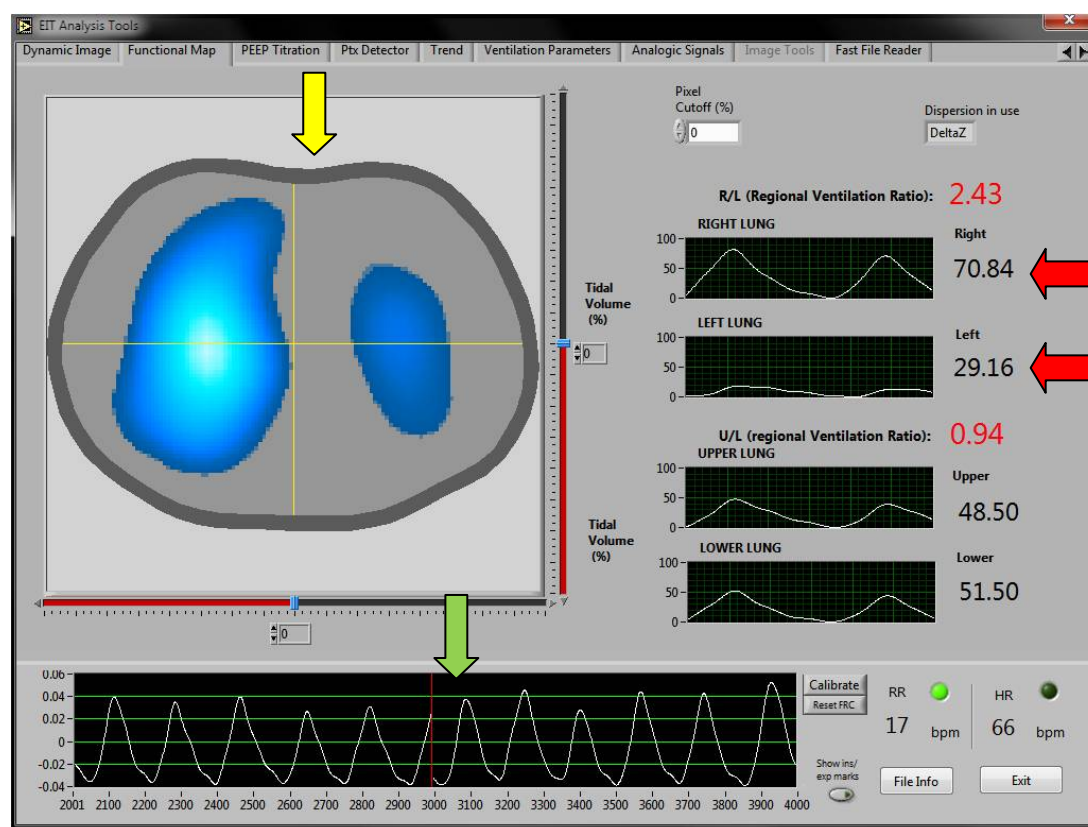 EIT Analysis Tools
Dynamic Image Functional Map PEEP Titration Ptx Detector Trend Ventilation Parameters Analogic Signals Image Tools Fast File Reader
Pixel
Cutoff (%)
0
Dispersion in use
DeltaZ
R/L (Regional Ventilation Ratio): 2.43
RIGHT LUNG
100
50
0
Right
70.84
Tidal
Volume
(%)
0
LEFT LUNG
100
50
0
Left
29.16
U/L (regional Ventilation Ratio): 0.94
UPPER LUNG
100
50
0
Upper
48.50
Tidal
Volume
(%)
LOWER LUNG
100
50
0
Lower
51.50
0
0.06
0.04
0.02
0
-0.02
-0.04
2001 2100 2200 2300 2400 2500 2600 2700 2800 2900 3000 3100 3200 3300 3400 3500 3600 3700 3800 3900 4000
Calibrate
Reset FRC
Show ins/
exp marks
RR
17 bpm
HR
66 bpm
File Info
Exit